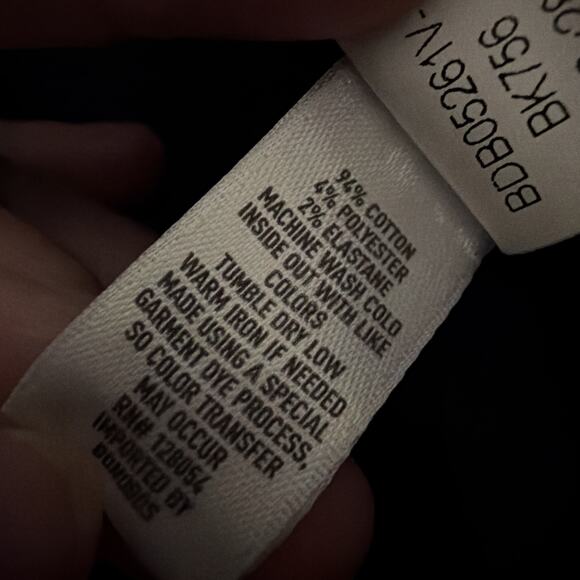 94% COTTON
4% POLYESTER
2% ELASTANE
MACHINE WASH COLD
INSIDE OUT WITH LIKE
COLORS
TUMBLE DRY LOW
WARM IRON IF NEEDED
MADE USING A SPECIAL
GARMENT DYE PROCESS,
SO COLOR TRANSFER
MAY OCCUR
RN#: 128054
IMPORTED BY
BONOBOS
BDB05261V-
BK756